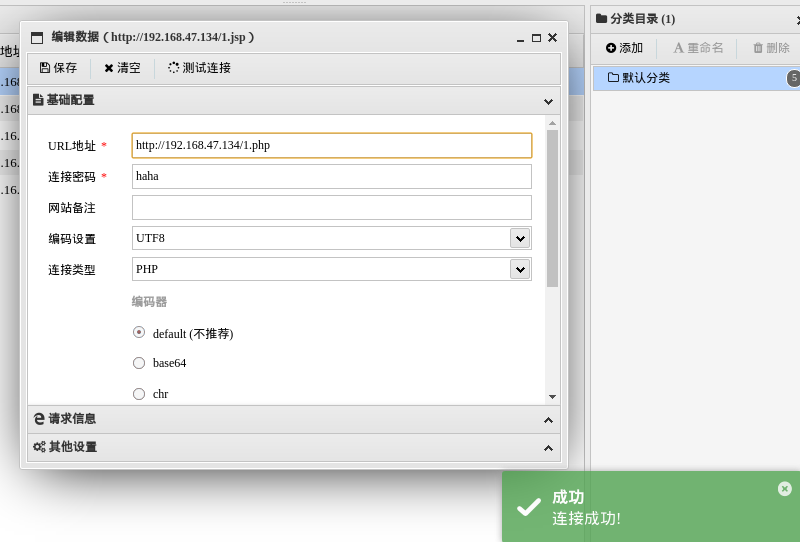 编辑数据 ( http://192.168.47.134/1.jsp )
保存 清空 测试连接
基础配置
URL地址 * http://192.168.47.134/1.php
连接密码 * haha
网站备注
编码设置 UTF8
连接类型 PHP
编码器
default (不推荐)
base64
chr
请求信息
其他设置
地址
.168
.168
.16.
.16.
.16.
分类目录 (1)
添加 重命名 删除
默认分类 5
成功
连接成功!